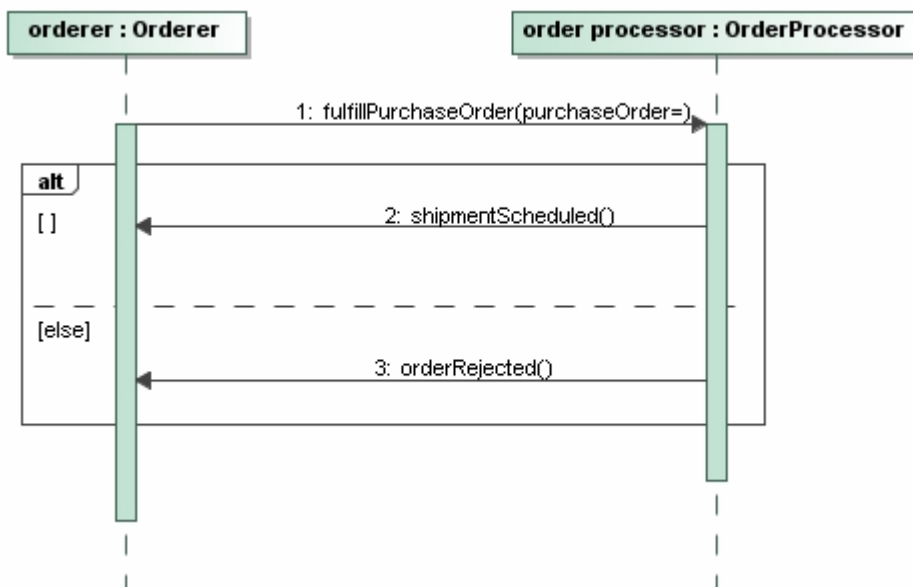 orderer : Orderer
order processor : OrderProcessor
1: fulfillPurchaseOrder(purchaseOrder=)
alt
[ ]
2: shipmentScheduled()
[else]
3: orderRejected()